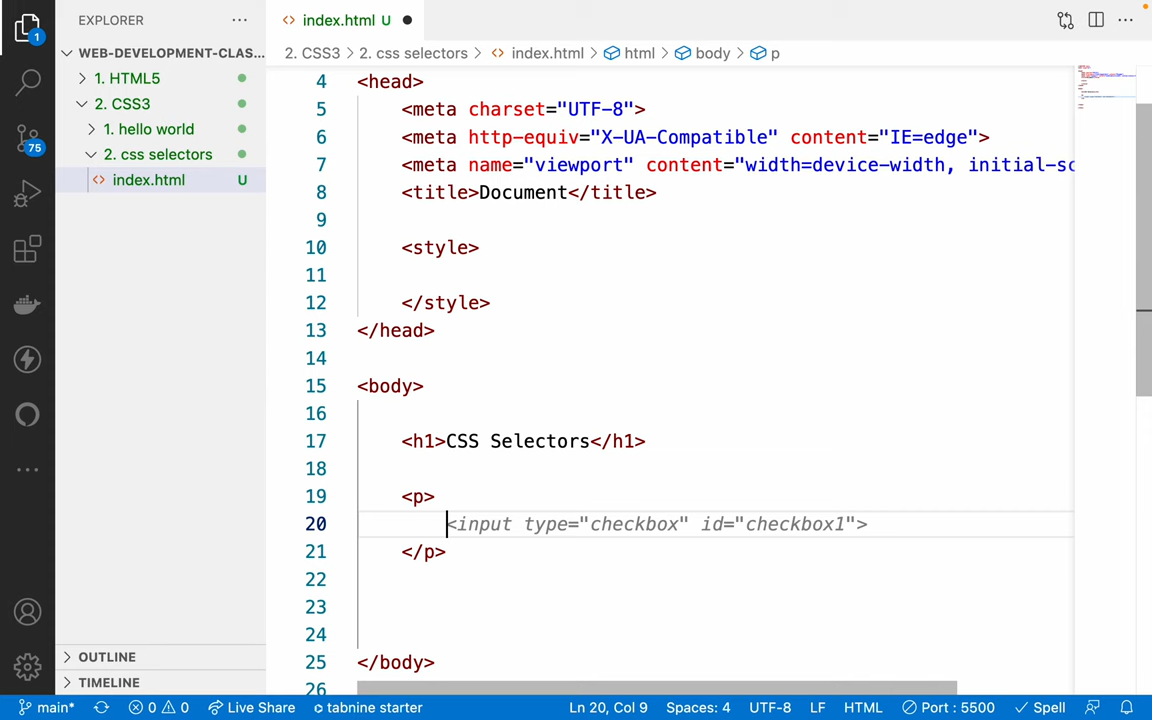 EXPLORER
index.html U
WEB-DEVELOPMENT-CLAS...
2. CSS3 2. css selectors index.html html body p
1. HTML5
2. CSS3
1. hello world
2. css selectors
index.html U
1
75
4 <head>
5 <meta charset="UTF-8">
6 <meta http-equiv="X-UA-Compatible" content="IE=edge">
7 <meta name="viewport" content="width=device-width, initial-sc
8 <title>Document</title>
9
10 <style>
11
12 </style>
13 </head>
14
15 <body>
16
17 <h1>CSS Selectors</h1>
18
19 <p>
20 <input type="checkbox" id="checkbox1">
21 </p>
22
23
24
25 </body>
26
OUTLINE
TIMELINE
main* 0 0 Live Share tabnine starter Ln 20, Col 9 Spaces: 4 UTF-8 LF HTML Port : 5500 Spell